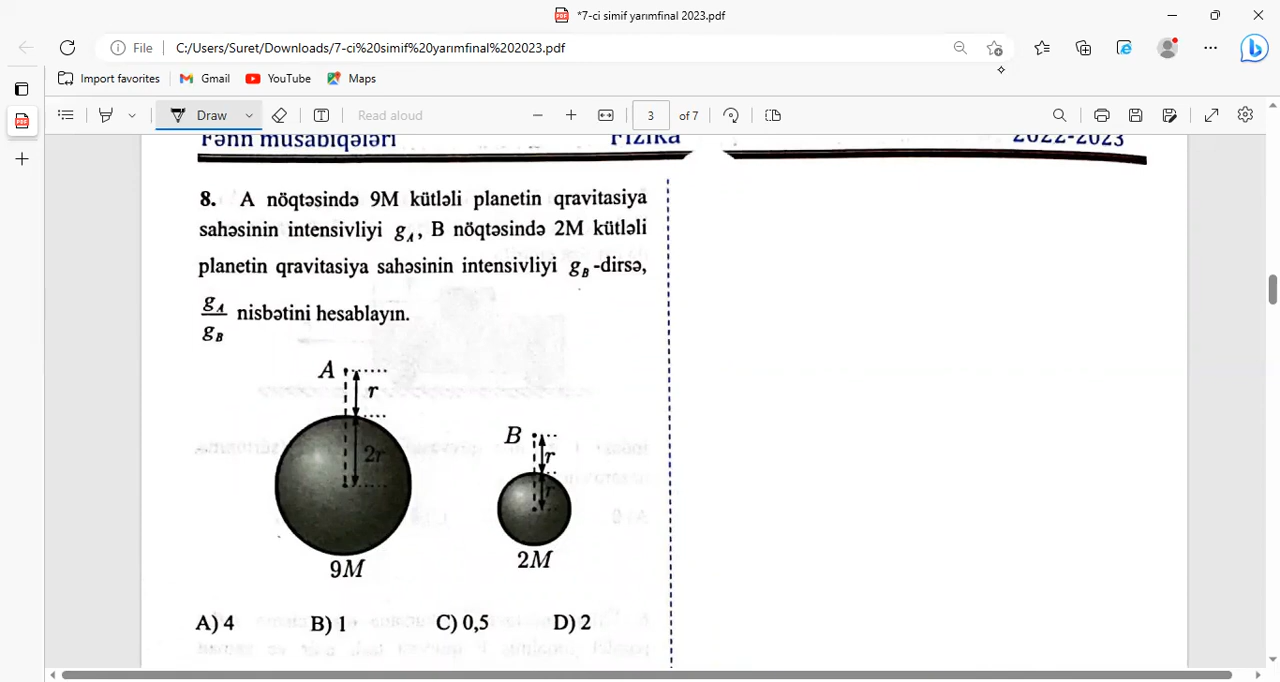 *7-ci simif yarımfinal 2023.pdf
File
C:/Users/Suret/Downloads/7-ci%20simif%20yarımfinal%202023.pdf
Import favorites
Gmail
YouTube
Maps
Draw
Read aloud
3
of 7
Fənn müsabiqələri
Fizika
2022-2023
8. A nöqtəsində 9M kütləli planetin qravitasiya
sahəsinin intensivliyi gA, B nöqtəsində 2M kütləli
planetin qravitasiya sahəsinin intensivliyi gB-dirsə,
gA/gB nisbətini hesablayın.
A
r
2r
9M
B
r
r
2M
A) 4
B) 1
C) 0,5
D) 2